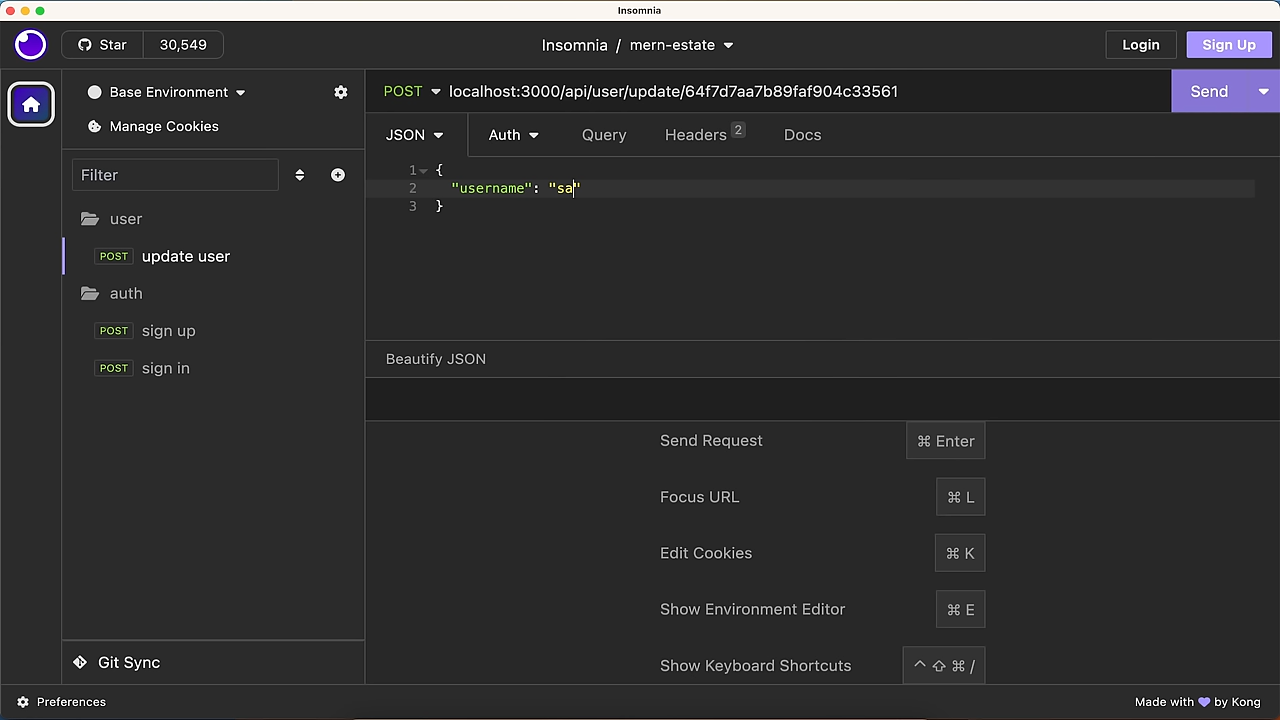 Insomnia
Star 30,549
Insomnia / mern-estate
Login
Sign Up
Base Environment
Manage Cookies
Filter
user
POST update user
auth
POST sign up
POST sign in
Git Sync
POST localhost:3000/api/user/update/64f7d7aa7b89faf904c33561
Send
JSON
Auth
Query
Headers 2
Docs
1 {
2 "username": "sa"
3 }
Beautify JSON
Send Request ⌘ Enter
Focus URL ⌘ L
Edit Cookies ⌘ K
Show Environment Editor ⌘ E
Show Keyboard Shortcuts ⌃ ⇧ ⌘ /
Preferences
Made with 💜 by Kong